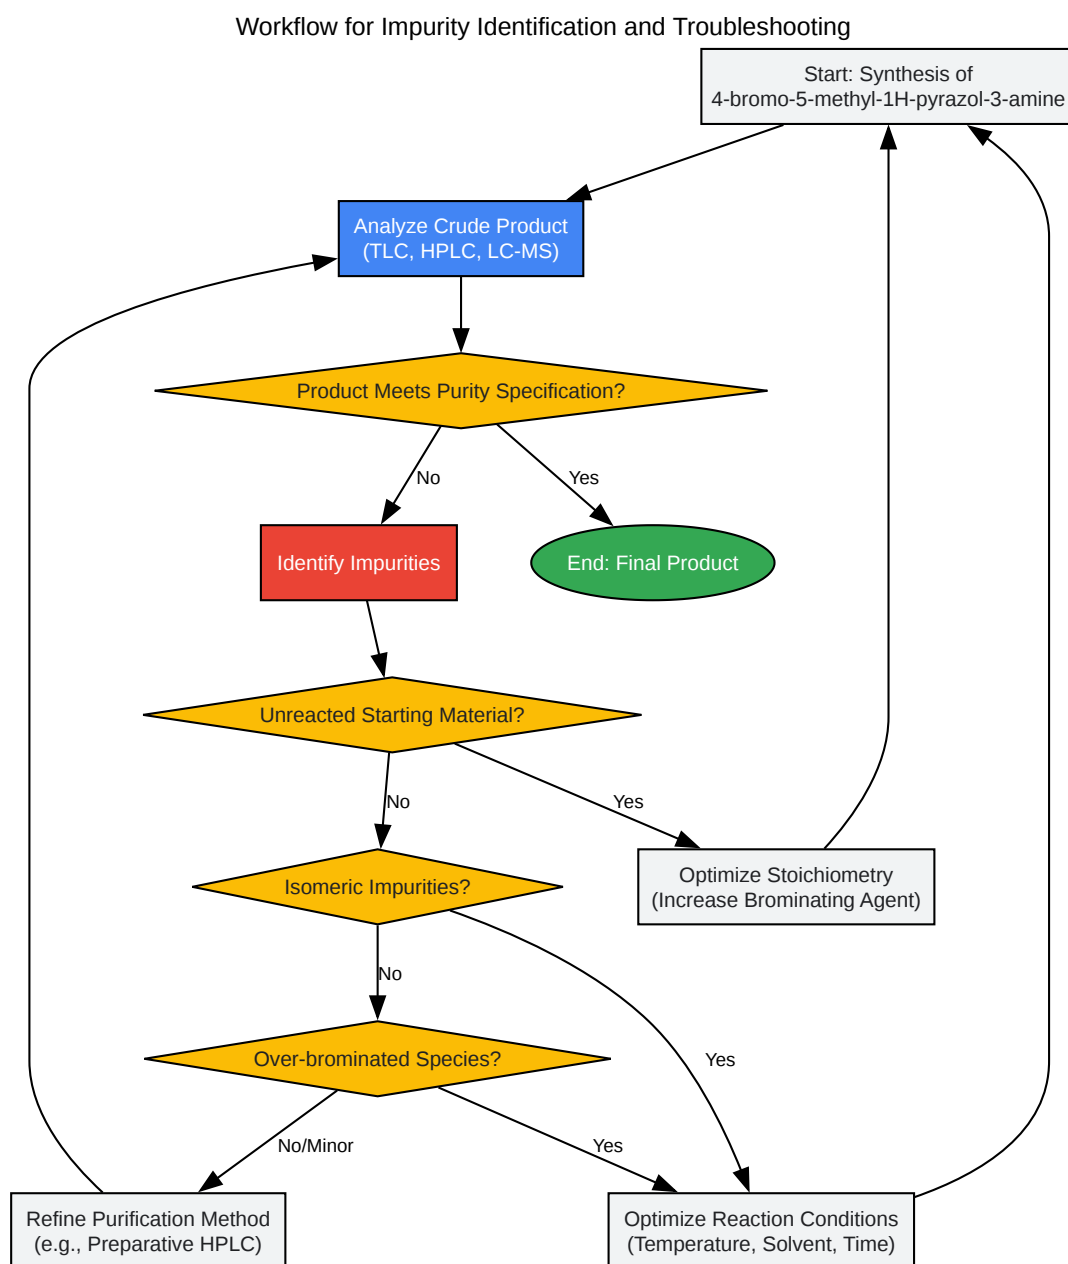 Workflow for Impurity Identification and Troubleshooting
Start: Synthesis of
4-bromo-5-methyl-1H-pyrazol-3-amine
Analyze Crude Product
(TLC, HPLC, LC-MS)
Product Meets Purity Specification?
No
Yes
Identify Impurities
End: Final Product
Unreacted Starting Material?
No
Yes
Optimize Stoichiometry
(Increase Brominating Agent)
Isomeric Impurities?
No
Yes
Over-brominated Species?
No/Minor
Yes
Refine Purification Method
(e.g., Preparative HPLC)
Optimize Reaction Conditions
(Temperature, Solvent, Time)